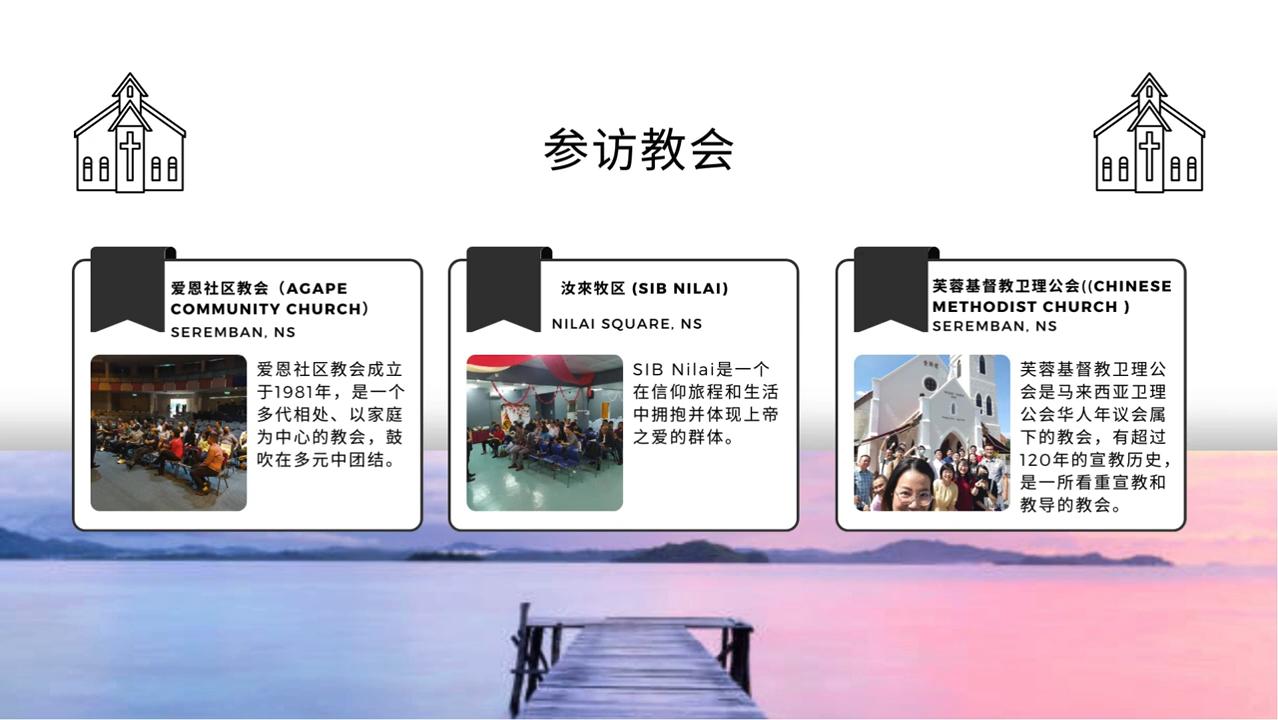 参访教会
爱恩社区教会（AGAPE
COMMUNITY CHURCH）
SEREMBAN, NS
爱恩社区教会成立
于1981年，是一个
多代相处、以家庭
为中心的教会，鼓
吹在多元中团结。
汝來牧区 (SIB NILAI)
NILAI SQUARE, NS
SIB Nilai是一个
在信仰旅程和生活
中拥抱并体现上帝
之爱的群体。
芙蓉基督教卫理公会((CHINESE
METHODIST CHURCH )
SEREMBAN, NS
芙蓉基督教卫理公
会是马来西亚卫理
公会华人年议会属
下的教会，有超过
120年的宣教历史，
是一所看重宣教和
教导的教会。